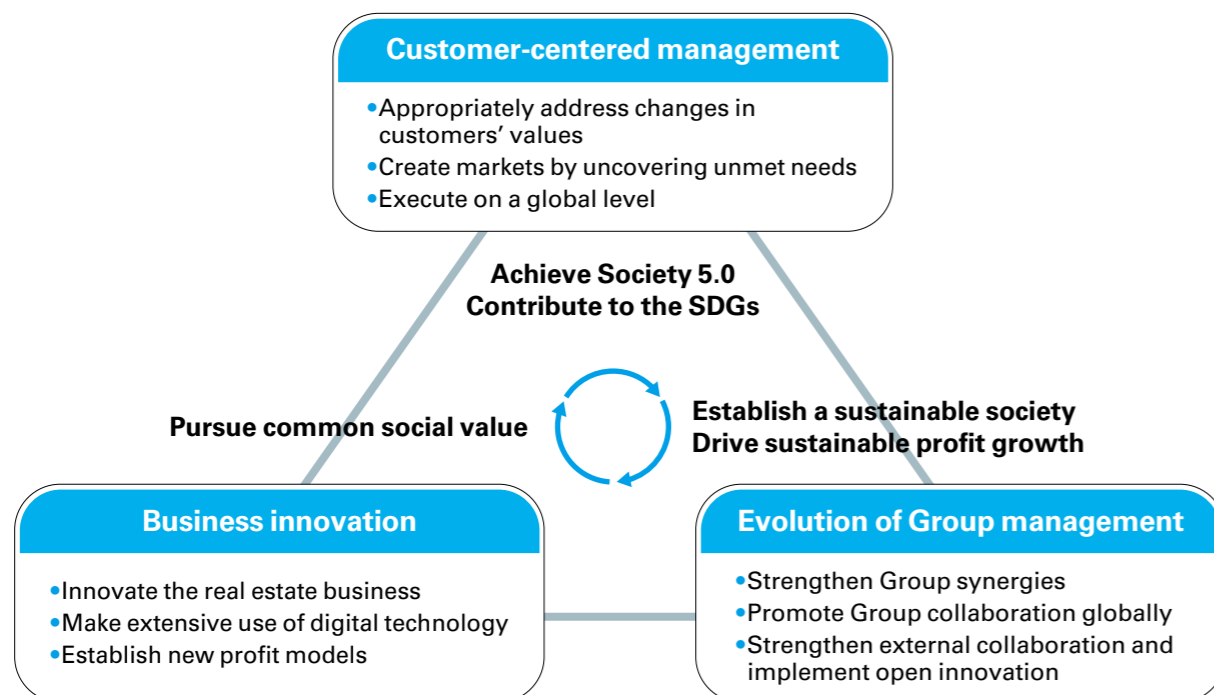 Customer-centered management
•Appropriately address changes in
customers’ values
•Create markets by uncovering unmet needs
•Execute on a global level
Achieve Society 5.0
Contribute to the SDGs
Pursue common social value
Establish a sustainable society
Drive sustainable profit growth
Business innovation
•Innovate the real estate business
•Make extensive use of digital technology
•Establish new profit models
Evolution of Group management
•Strengthen Group synergies
•Promote Group collaboration globally
•Strengthen external collaboration and
implement open innovation